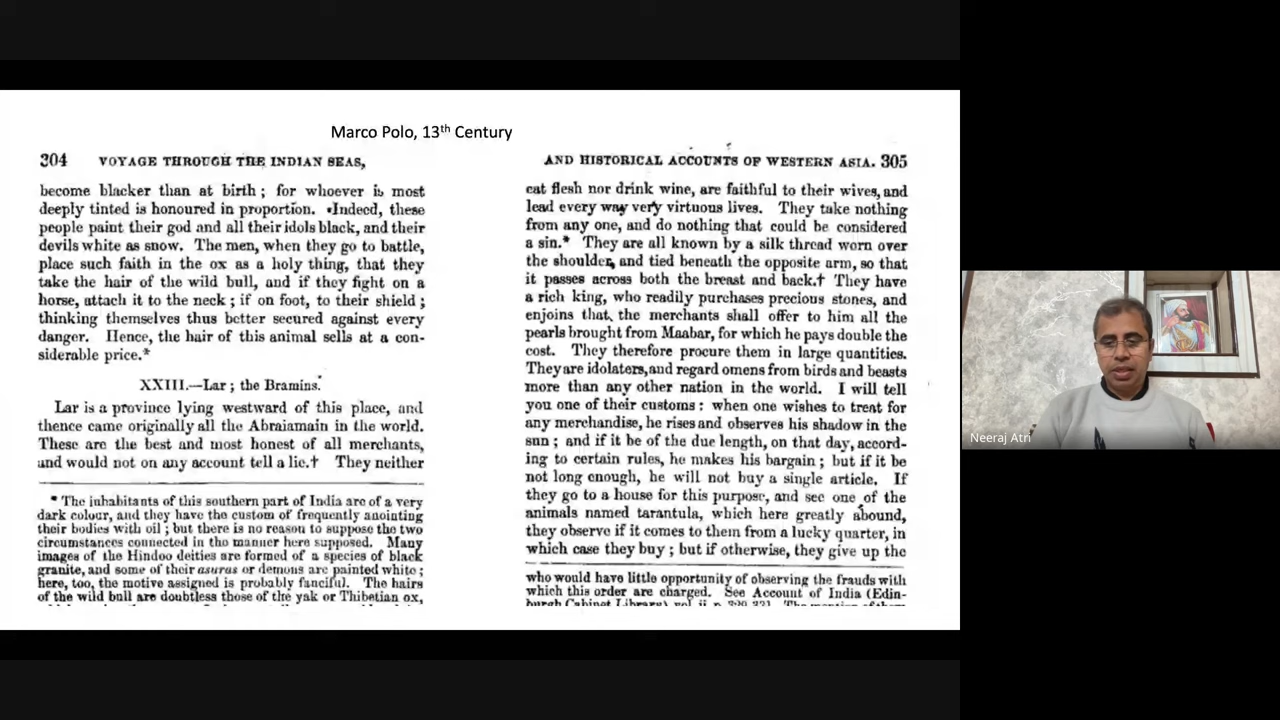 Marco Polo, 13th Century
304 VOYAGE THROUGH THE INDIAN SEAS,
become blacker than at birth ; for whoever is most
deeply tinted is honoured in proportion. Indeed, these
people paint their god and all their idols black, and their
devils white as snow. The men, when they go to battle,
place such faith in the ox as a holy thing, that they
take the hair of the wild bull, and if they fight on a
horse, attach it to the neck ; if on foot, to their shield ;
thinking themselves thus better secured against every
danger. Hence, the hair of this animal sells at a con-
siderable price.*
XXIII.—Lar ; the Bramins.
Lar is a province lying westward of this place, and
thence came originally all the Abraiamain in the world.
These are the best and most honest of all merchants,
and would not on any account tell a lie.† They neither
* The inhabitants of this southern part of India are of a very
dark colour, and they have the custom of frequently anointing
their bodies with oil ; but there is no reason to suppose the two
circumstances connected in the manner here supposed. Many
images of the Hindoo deities are formed of a species of black
granite, and some of their asuras or demons are painted white ;
here, too, the motive assigned is probably fanciful. The hairs
of the wild bull are doubtless those of the yak or Thibetian ox,
AND HISTORICAL ACCOUNTS OF WESTERN ASIA. 305
eat flesh nor drink wine, are faithful to their wives, and
lead every way very virtuous lives. They take nothing
from any one, and do nothing that could be considered
a sin.* They are all known by a silk thread worn over
the shoulder, and tied beneath the opposite arm, so that
it passes across both the breast and back.† They have
a rich king, who readily purchases precious stones, and
enjoins that the merchants shall offer to him all the
pearls brought from Maabar, for which he pays double the
cost. They therefore procure them in large quantities.
They are idolaters, and regard omens from birds and beasts
more than any other nation in the world. I will tell
you one of their customs : when one wishes to treat for
any merchandise, he rises and observes his shadow in the
sun ; and if it be of the due length, on that day, accord-
ing to certain rules, he makes his bargain ; but if it be
not long enough, he will not buy a single article. If
they go to a house for this purpose, and see one of the
animals named tarantula, which here greatly abound,
they observe if it comes to them from a lucky quarter, in
which case they buy ; but if otherwise, they give up the
who would have little opportunity of observing the frauds with
which this order are charged. See Account of India (Edin-
burgh Cabinet Library) vol. ii. p.
Neeraj Atri